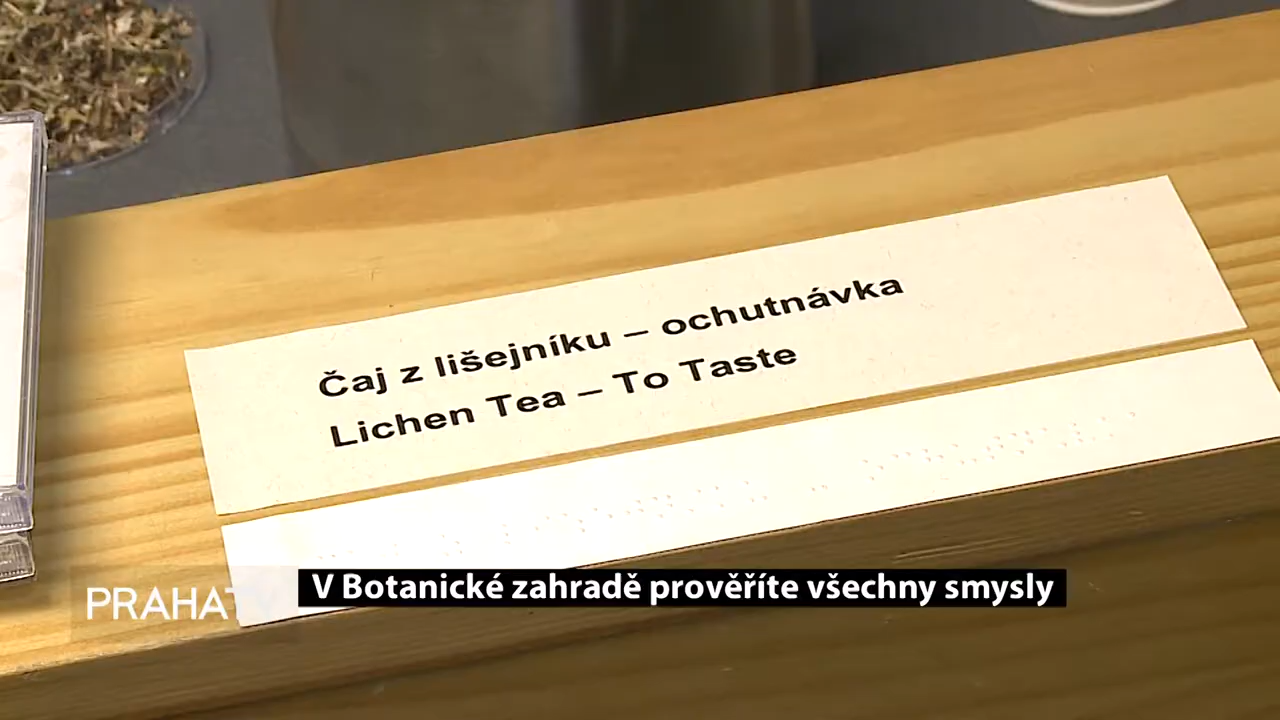 Čaj z lišejníku – ochutnávka
Lichen Tea – To Taste
V Botanické zahradě prověříte všechny smysly
PRAHA TV